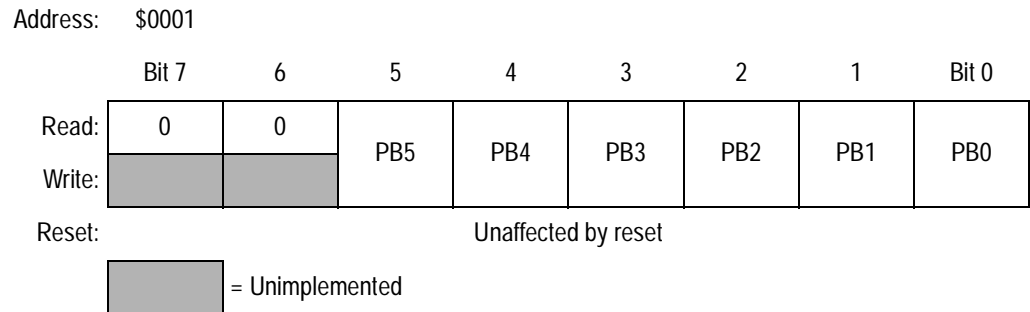 Address: $0001
Bit 7 6 5 4 3 2 1 Bit 0
Read: 0 0 PB5 PB4 PB3 PB2 PB1 PB0
Write:
Reset: Unaffected by reset
= Unimplemented